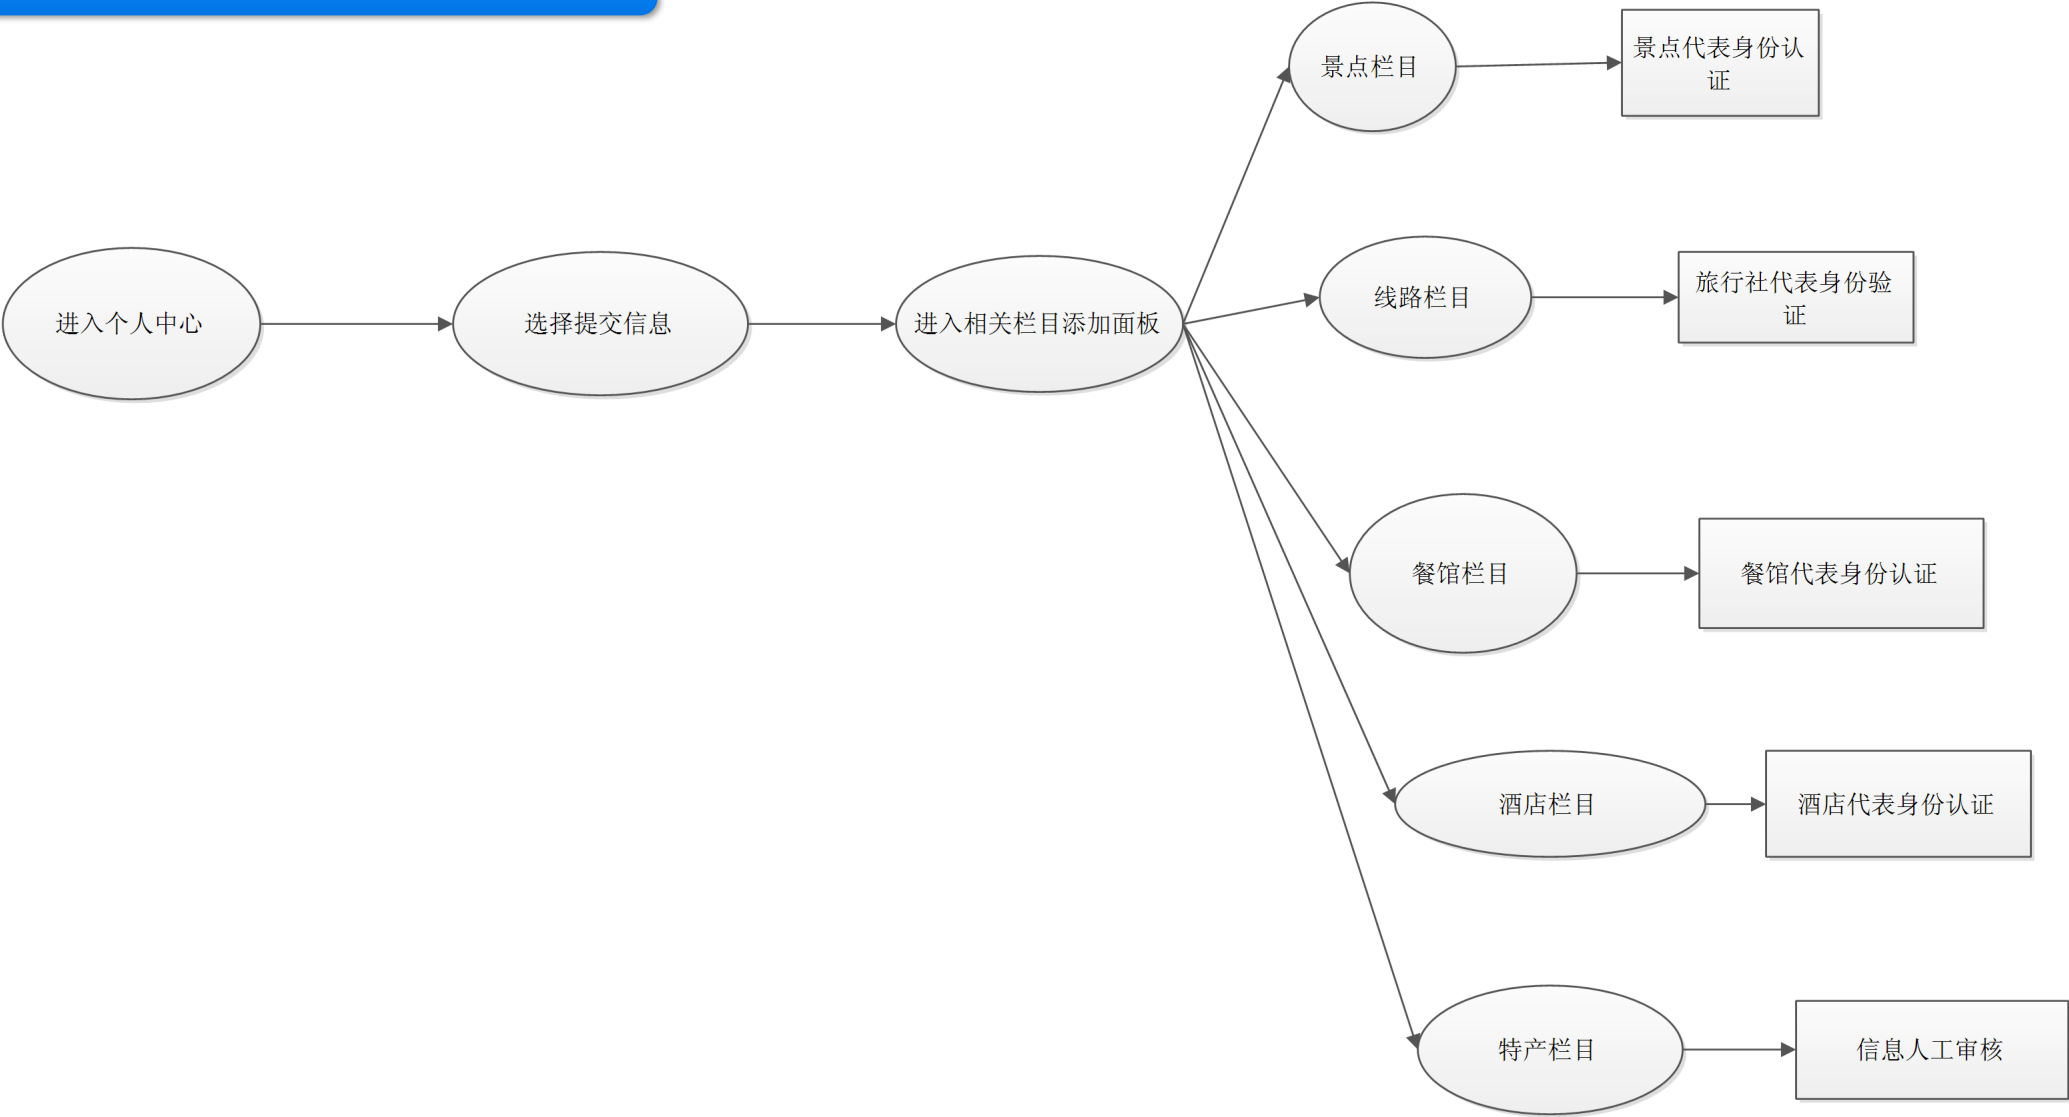 景点栏目
景点代表身份认
证
线路栏目
旅行社代表身份验
证
进入个人中心
选择提交信息
进入相关栏目添加面板
餐馆栏目
餐馆代表身份认证
酒店栏目
酒店代表身份认证
特产栏目
信息人工审核